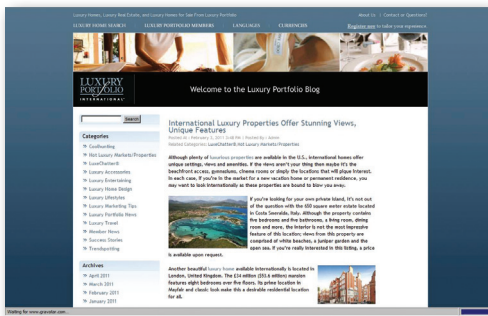 Luxury Homes, Luxury Real Estate, and Luxury Homes for Sale From Luxury Portfolio
About Us | Contact or Questions?
LUXURY HOME SEARCH
LUXURY PORTFOLIO MEMBERS
LANGUAGES
CURRENCIES
Register now to tailor your experience
LUXURY
PORTFOLIO
INTERNATIONAL
Welcome to the Luxury Portfolio Blog
Search
Categories
» Coolhunting
» Hot Luxury Markets/Properties
» LuxeChatter®
» Luxury Accessories
» Luxury Entertaining
» Luxury Home Design
» Luxury Lifestyles
» Luxury Marketing Tips
» Luxury Portfolio News
» Luxury Travel
» Member News
» Success Stories
» Trendspotting
Archives
» April 2011
» March 2011
» February 2011
» January 2011
International Luxury Properties Offer Stunning Views,
Unique Features
Posted At : February 3, 2011 2:48 PM | Posted By : Admin
Related Categories: LuxeChatter®,Hot Luxury Markets/Properties
Although plenty of luxurious properties are available in the U.S., international homes offer
unique settings, views and amenities. If the views aren't your thing then maybe it's the
beachfront access, gymnasiums, cinema rooms or simply the locations that will pique interest.
In each case, if you're in the market for a new vacation home or permanent residence, you
may want to look internationally as these properties are bound to blow you away.
If you're looking for your own private island, it's not out
of the question with the 550 square meter estate located
in Costa Smeralda, Italy. Although the property contains
five bedrooms and five bathrooms, a living room, dining
room and more, the interior is not the most impressive
feature of this location; views from this property are
comprised of white beaches, a juniper garden and the
open sea. If you're really interested in this listing, a price
is available upon request.
Another beautiful luxury home available internationally is located in
London, United Kingdom. The £34 million ($53.6 million) mansion
features eight bedrooms over five floors. Its prime location in
Mayfair and classic look make this a desirable residential location
for all.
Waiting for www.gravatar.com...